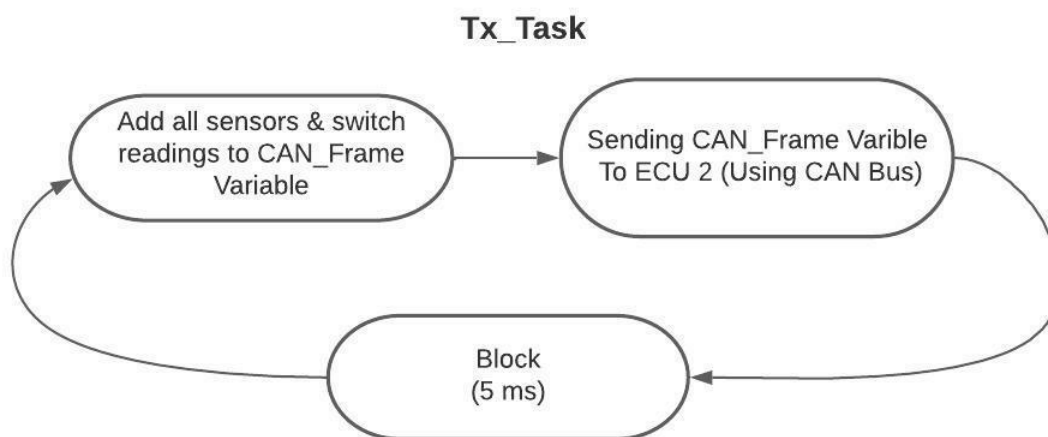 Tx_Task
Add all sensors & switch
readings to CAN_Frame
Variable
Sending CAN_Frame Varible
To ECU 2 (Using CAN Bus)
Block
(5 ms)